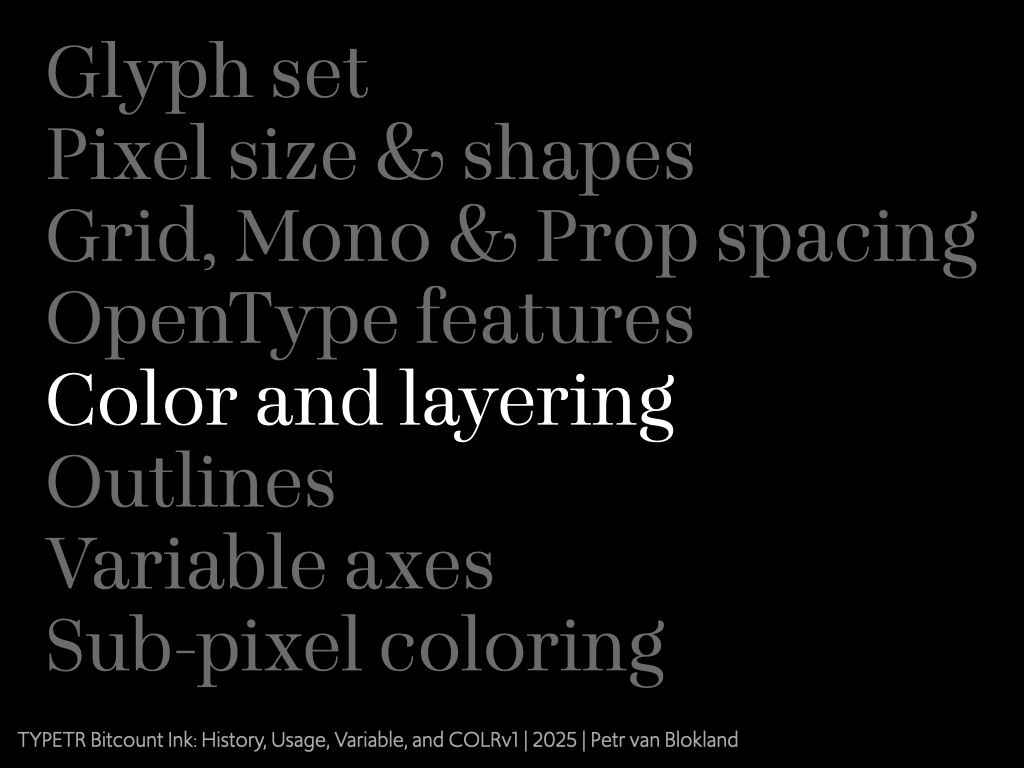 Glyph set
Pixel size & shapes
Grid, Mono & Prop spacing
OpenType features
Color and layering
Outlines
Variable axes
Sub-pixel coloring
TYPETR Bitcount Ink: History, Usage, Variable, and COLRv1 | 2025 | Petr van Blokland